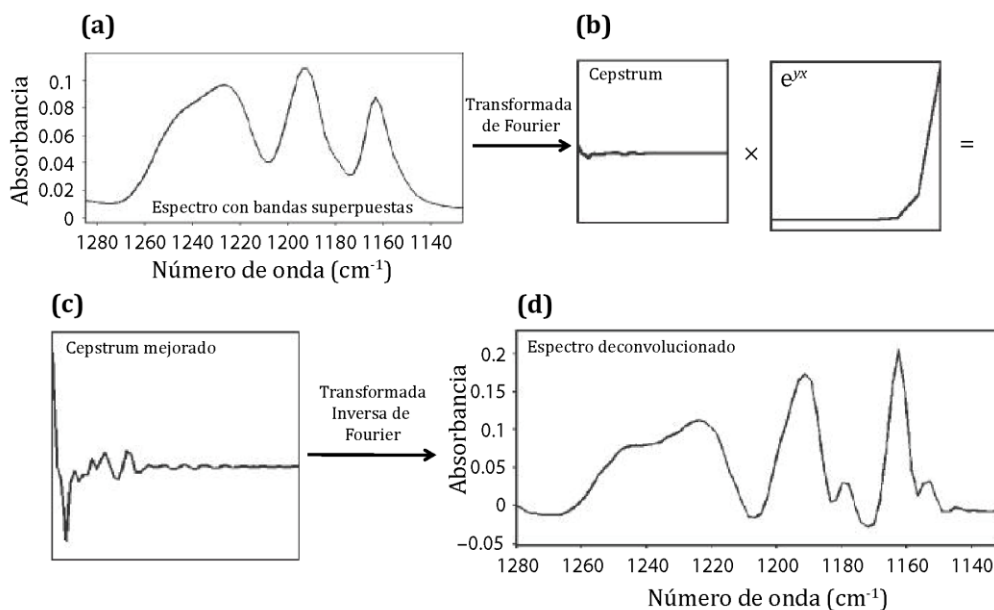 (a)
Absorbancia
0.1
0.08
0.06
0.04
0.02
0
Espectro con bandas superpuestas
1280 1260 1240 1220 1200 1180 1160 1140
Número de onda (cm⁻¹)
Transformada
de Fourier
(b)
Cepstrum
×
eʸˣ
=
(c)
Cepstrum mejorado
Transformada
Inversa de
Fourier
(d)
Absorbancia
0.2
0.15
0.1
0.05
0
−0.05
Espectro deconvolucionado
1280 1260 1240 1220 1200 1180 1160 1140 1130
Número de onda (cm⁻¹)